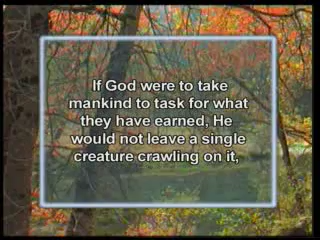 If God were to take
mankind to task for what
they have earned, He
would not leave a single
creature crawling on it,